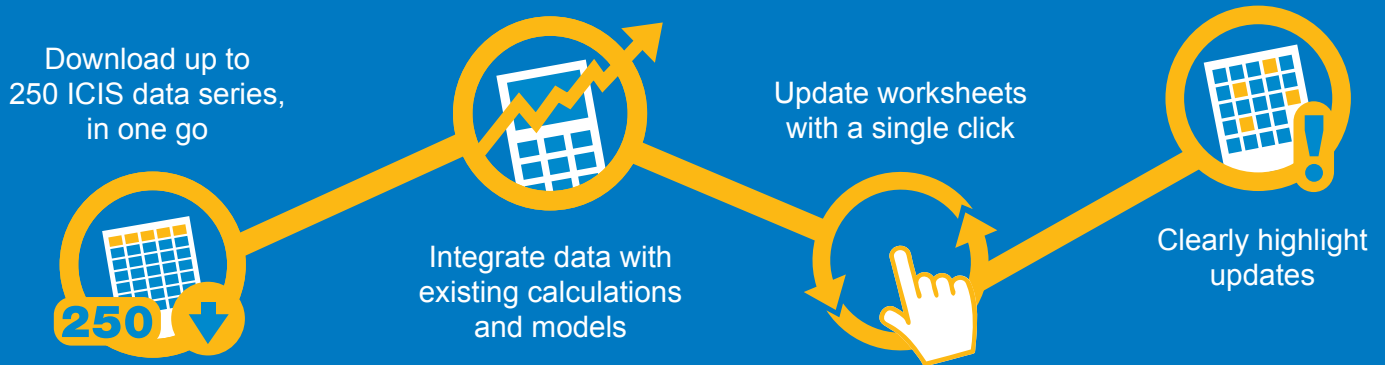 Download up to
250 ICIS data series,
in one go
250
Integrate data with
existing calculations
and models
Update worksheets
with a single click
!
Clearly highlight
updates